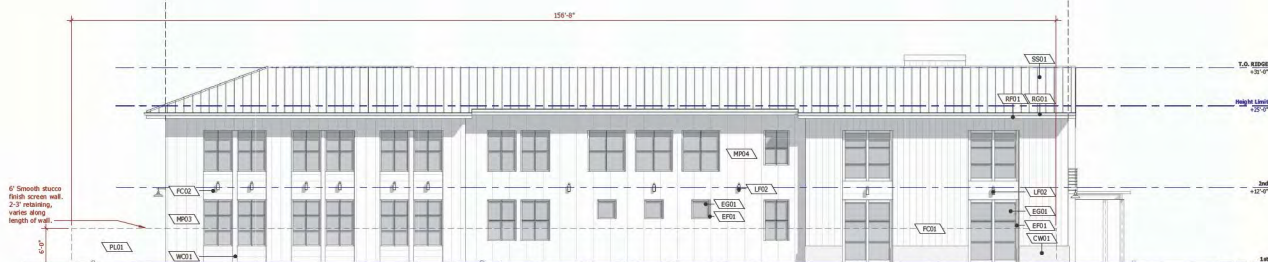 156'-8"
SS01
T.O. RIDGE
+31'-0"
RF01
RG01
Height Limit
+25'-0"
MP04
6' Smooth stucco
finish screen wall.
2-3' retaining,
varies along
length of wall.
FC02
LF02
LF02
2nd
+12'-0"
EG01
EF01
EG01
EF01
MP03
FC01
CW01
6'-0"
PL01
WC01
1st